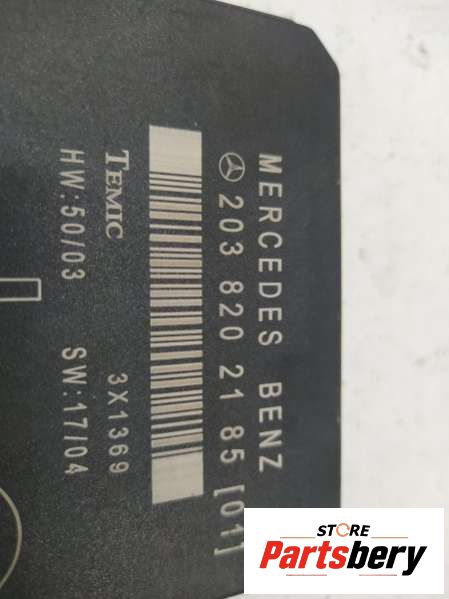 MERCEDES BENZ
203 820 21 85 [01]
TEMIC 3X1369
HW:50/03 SW:17/04
STORE
Partsbery